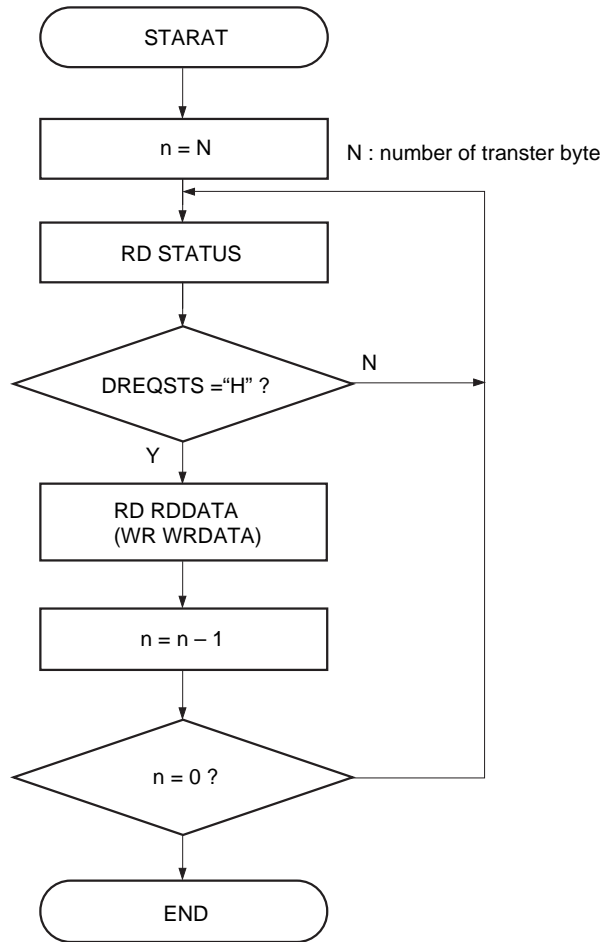 STARAT
n = N
N : number of transter byte
RD STATUS
DREQSTS =“H” ?
N
Y
RD RDDATA
(WR WRDATA)
n = n – 1
n = 0 ?
END